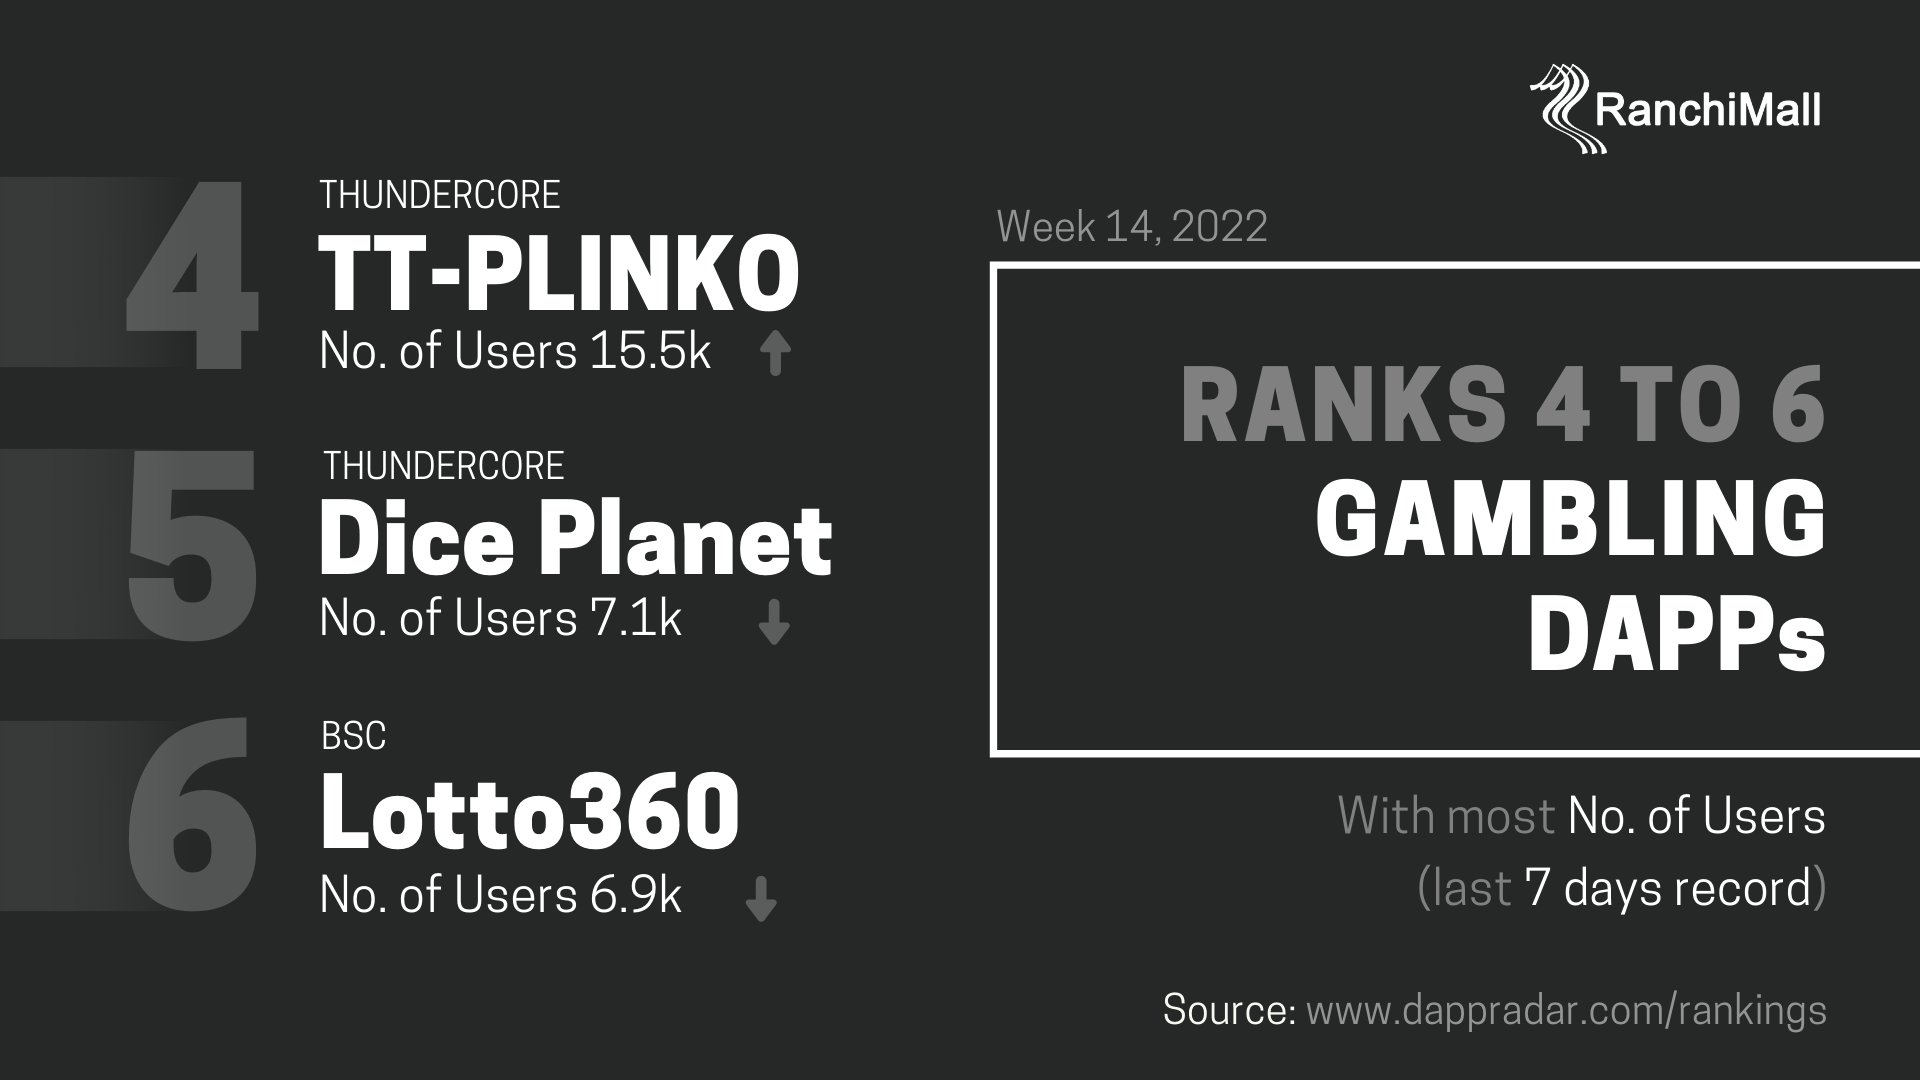 RanchiMall
4
THUNDERCORE
TT-PLINKO
No. of Users 15.5k
5
THUNDERCORE
Dice Planet
No. of Users 7.1k
6
BSC
Lotto360
No. of Users 6.9k
Week 14, 2022
RANKS 4 TO 6
GAMBLING
DAPPs
With most No. of Users
(last 7 days record)
Source: www.dappradar.com/rankings